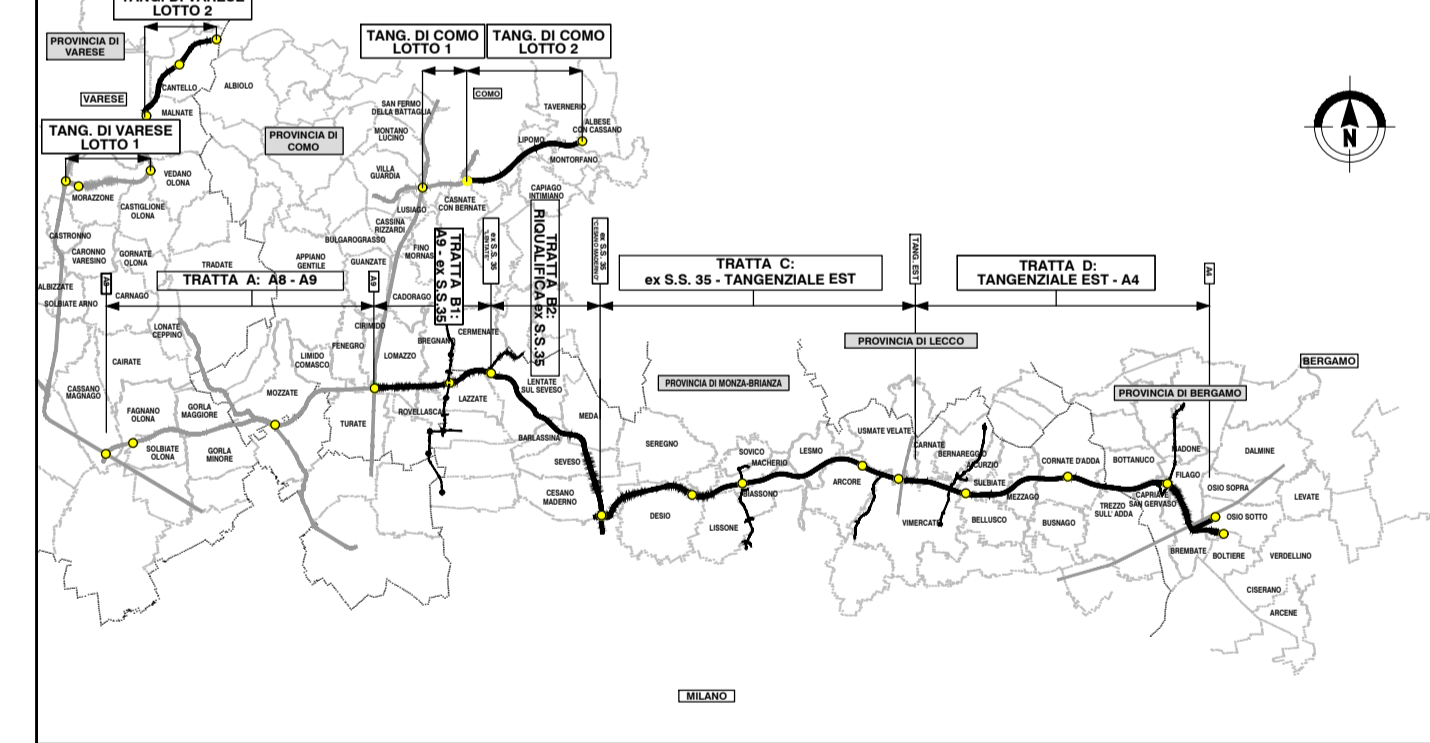 TANG. DI VARESE
LOTTO 2
PROVINCIA DI
VARESE
TANG. DI COMO
LOTTO 1
TANG. DI COMO
LOTTO 2
CANTELLO
ALBIOLO
VARESE
MALNATE
COMO
SAN FERMO
DELLA BATTAGLIA
TAVERNERIO
ALBESE
CON CASSANO
TANG. DI VARESE
LOTTO 1
PROVINCIA DI
COMO
MONTANO
LUCINO
LIPOMO
MONTORFANO
N
VILLA
GUARDIA
VEDANO
OLONA
MORAZZONE
CASTIGLIONE
OLONA
LUISAGO
CASNATE
CON BERNATE
CAPIAGO
INTIMIANO
CASSINA
RIZZARDI
CASTRONNO
BULGAROGRASSO
CARONNO
VARESINO
GORNATE
OLONA
TRADATE
APPIANO
GENTILE
GUANZATE
FINO
MORNAS
TRATTA B1:
A9 - ex S.S.35
ex S.S. 35
"LENTATE"
TRATTA B2:
RIQUALIFICA ex S.S.35
ex S.S. 35
"CESANO MADERNO"
TRATTA A: A8 - A9
A9
TRATTA C:
ex S.S. 35 - TANGENZIALE EST
TANG. EST
TRATTA D:
TANGENZIALE EST - A4
A4
ALBIZZATE
SOLBIATE ARNO
CARNAGO
CADORAGO
LONATE
CEPPINO
CIRIMIDO
CERMENATE
FENEGRO
BREGNANO
PROVINCIA DI LECCO
CAIRATE
LIMIDO
COMASCO
LOMAZZO
BERGAMO
CASSANO
MAGNAGO
MOZZATE
LAZZATE
LENTATE
SUL SEVESO
PROVINCIA DI MONZA-BRIANZA
PROVINCIA DI BERGAMO
FAGNANO
OLONA
GORLA
MAGGIORE
ROVELLASCA
TURATE
MEDA
SOLBIATE
OLONA
GORLA
MINORE
BARLASSINA
SEREGNO
USMATE VELATE
CARNATE
BERNAREGGIO
SOVICO
MACHERIO
LESMO
SEVESO
AICURZIO
CORNATE D'ADDA
BOTTANUCO
MADONE
DALMINE
FILAGO
ARCORE
SULBIATE
CESANO
MADERNO
BIASSONO
MEZZAGO
CAPRIATE
SAN GERVASO
OSIO SOPRA
LEVATE
DESIO
LISSONE
VIMERCATE
BELLUSCO
BUSNAGO
TREZZO
SULL' ADDA
OSIO SOTTO
BREMBATE
BOLTIERE
VERDELLINO
CISERANO
ARCENE
MILANO